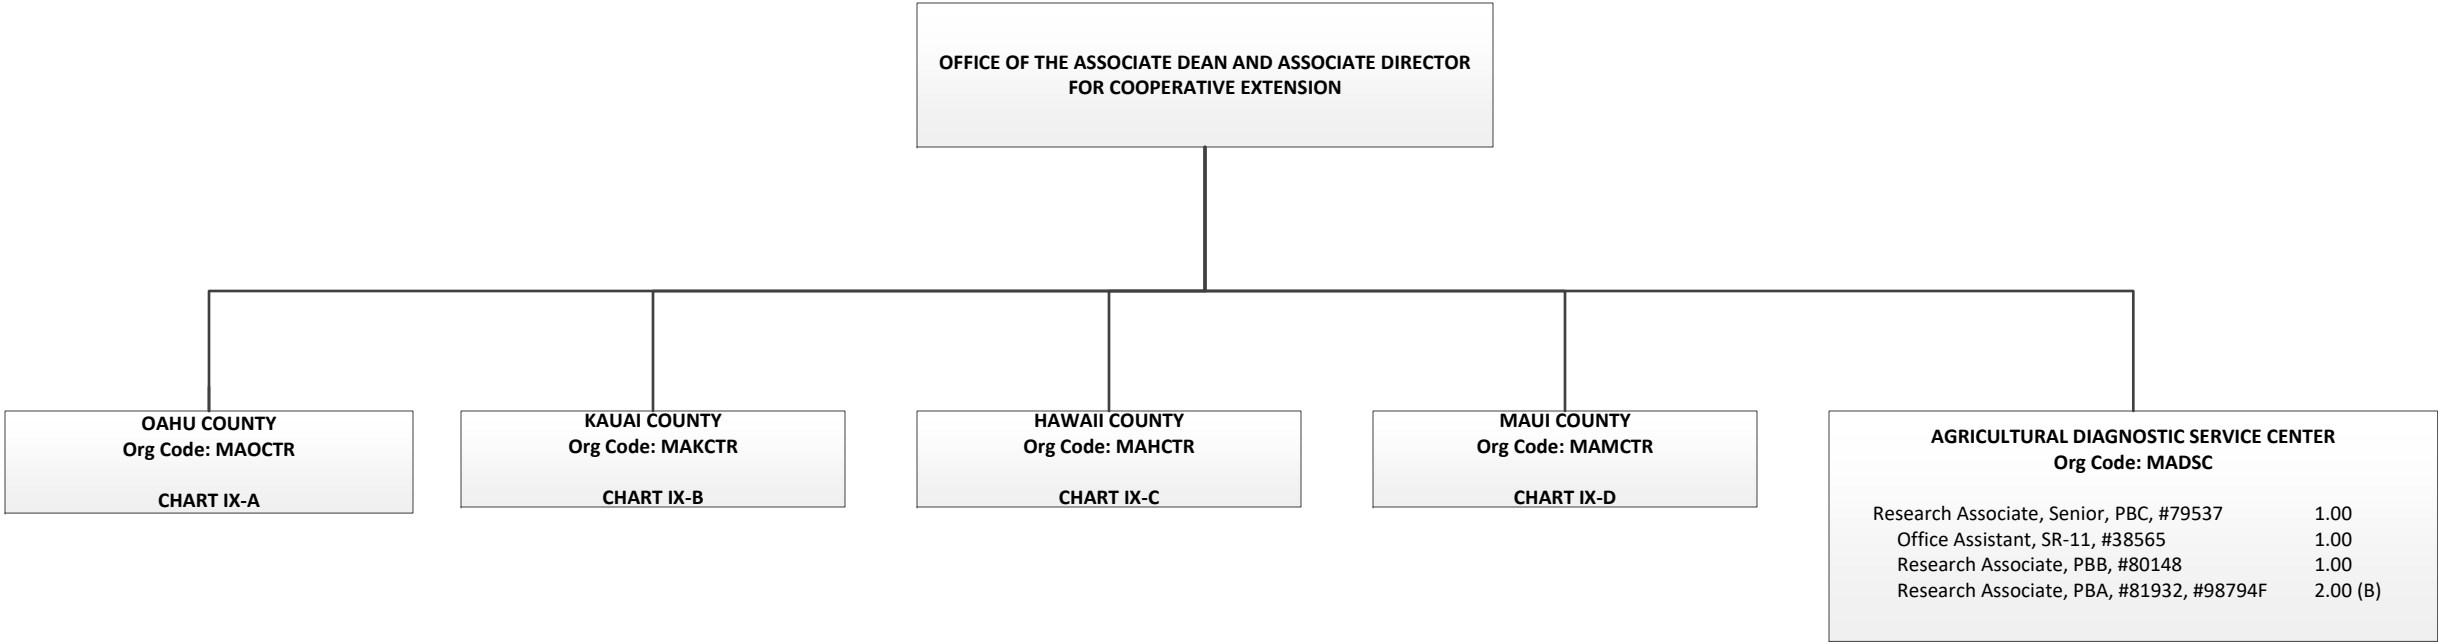 OFFICE OF THE ASSOCIATE DEAN AND ASSOCIATE DIRECTOR
FOR COOPERATIVE EXTENSION
OAHU COUNTY
Org Code: MAOCTR
CHART IX-A
KAUAI COUNTY
Org Code: MAKCTR
CHART IX-B
HAWAII COUNTY
Org Code: MAHCTR
CHART IX-C
MAUI COUNTY
Org Code: MAMCTR
CHART IX-D
AGRICULTURAL DIAGNOSTIC SERVICE CENTER
Org Code: MADSC
Research Associate, Senior, PBC, #79537 1.00
Office Assistant, SR-11, #38565 1.00
Research Associate, PBB, #80148 1.00
Research Associate, PBA, #81932, #98794F 2.00 (B)